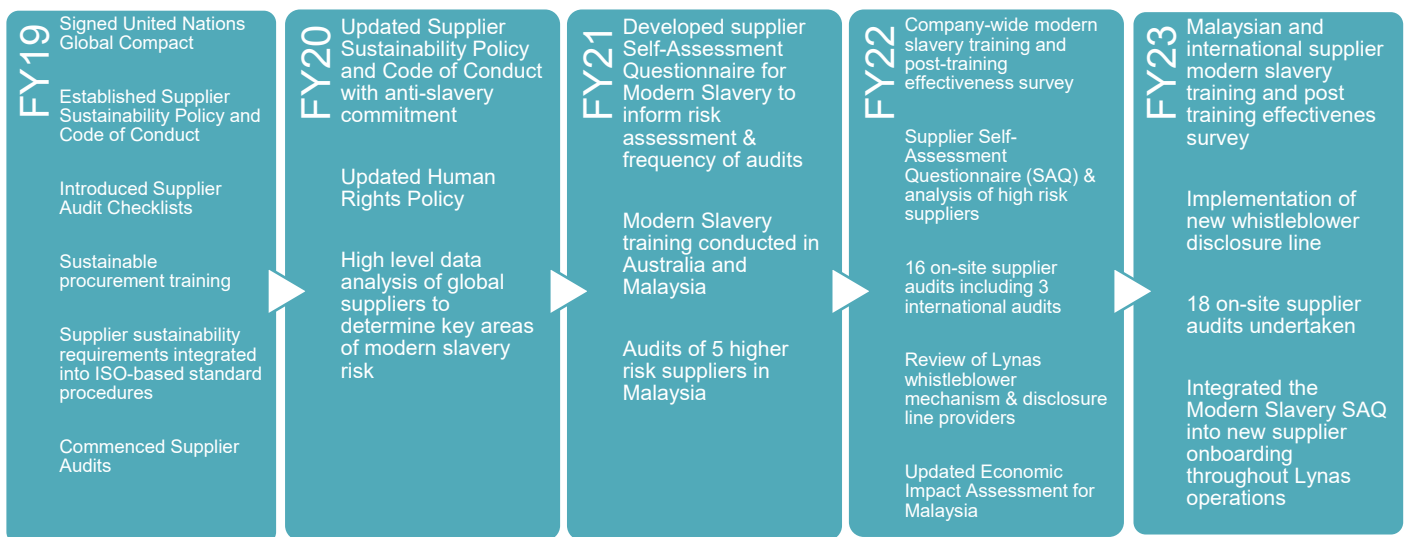 FY19
Signed United Nations
Global Compact
Established Supplier
Sustainability Policy and
Code of Conduct
Introduced Supplier
Audit Checklists
Sustainable
procurement training
Supplier sustainability
requirements integrated
into ISO-based standard
procedures
Commenced Supplier
Audits
FY20
Updated Supplier
Sustainability Policy
and Code of Conduct
with anti-slavery
commitment
Updated Human
Rights Policy
High level data
analysis of global
suppliers to
determine key areas
of modern slavery
risk
FY21
Developed supplier
Self-Assessment
Questionnaire for
Modern Slavery to
inform risk
assessment &
frequency of audits
Modern Slavery
training conducted in
Australia and
Malaysia
Audits of 5 higher
risk suppliers in
Malaysia
FY22
Company-wide modern
slavery training and
post-training
effectiveness survey
Supplier Self-
Assessment
Questionnaire (SAQ) &
analysis of high risk
suppliers
16 on-site supplier
audits including 3
international audits
Review of Lynas
whistleblower
mechanism & disclosure
line providers
Updated Economic
Impact Assessment for
Malaysia
FY23
Malaysian and
international supplier
modern slavery
training and post
training effectivenes
survey
Implementation of
new whistleblower
disclosure line
18 on-site supplier
audits undertaken
Integrated the
Modern Slavery SAQ
into new supplier
onboarding
throughout Lynas
operations